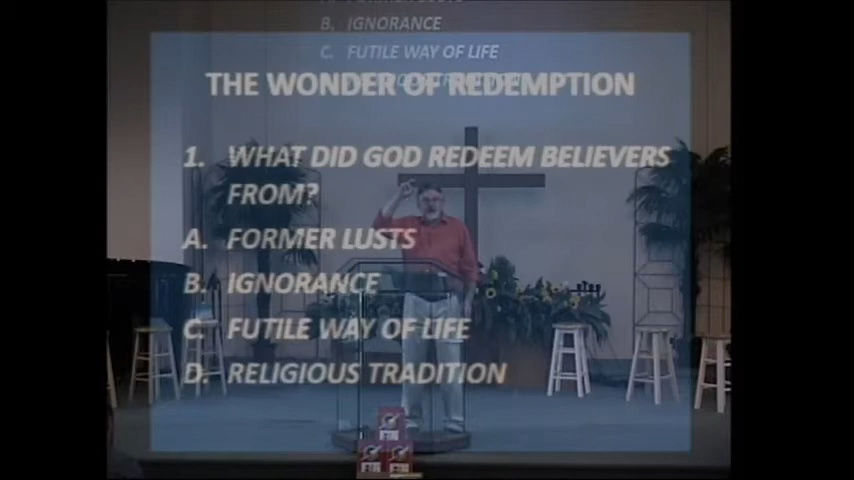 B. IGNORANCE
C. FUTILE WAY OF LIFE
THE WONDER OF REDEMPTION
1. WHAT DID GOD REDEEM BELIEVERS
FROM?
A. FORMER LUSTS
B. IGNORANCE
C. FUTILE WAY OF LIFE
D. RELIGIOUS TRADITION